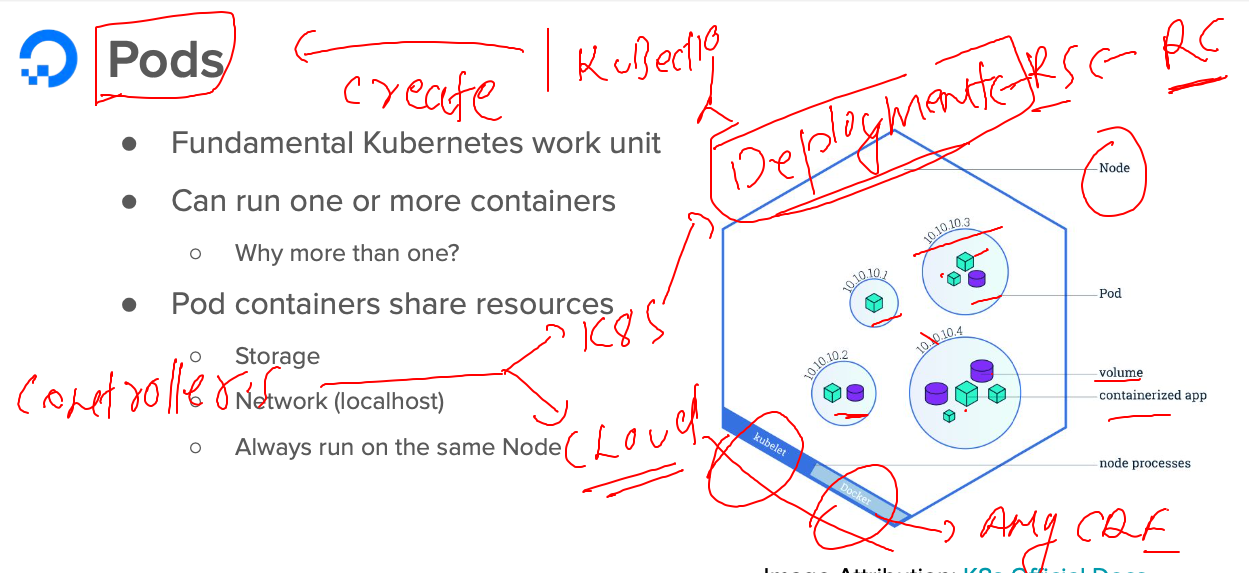 Pods
create
KuBectl
Deployment
RS
RC
Fundamental Kubernetes work unit
Can run one or more containers
Why more than one?
Pod containers share resources
Storage
Network (localhost)
Always run on the same Node
Controllers
K8S
CLoud
Node
10.10.10.3
10.10.10.1
Pod
10.10.10.4
10.10.10.2
volume
containerized app
kubelet
node processes
Docker
Any
Image Attribution: K8s Official Docs